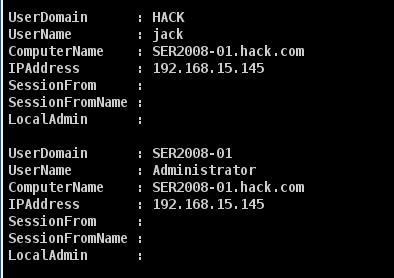 UserDomain      : HACK
UserName        : jack
ComputerName    : SER2008-01.hack.com
IPAddress       : 192.168.15.145
SessionFrom     :
SessionFromName :
LocalAdmin      :

UserDomain      : SER2008-01
UserName        : Administrator
ComputerName    : SER2008-01.hack.com
IPAddress       : 192.168.15.145
SessionFrom     :
SessionFromName :
LocalAdmin      :